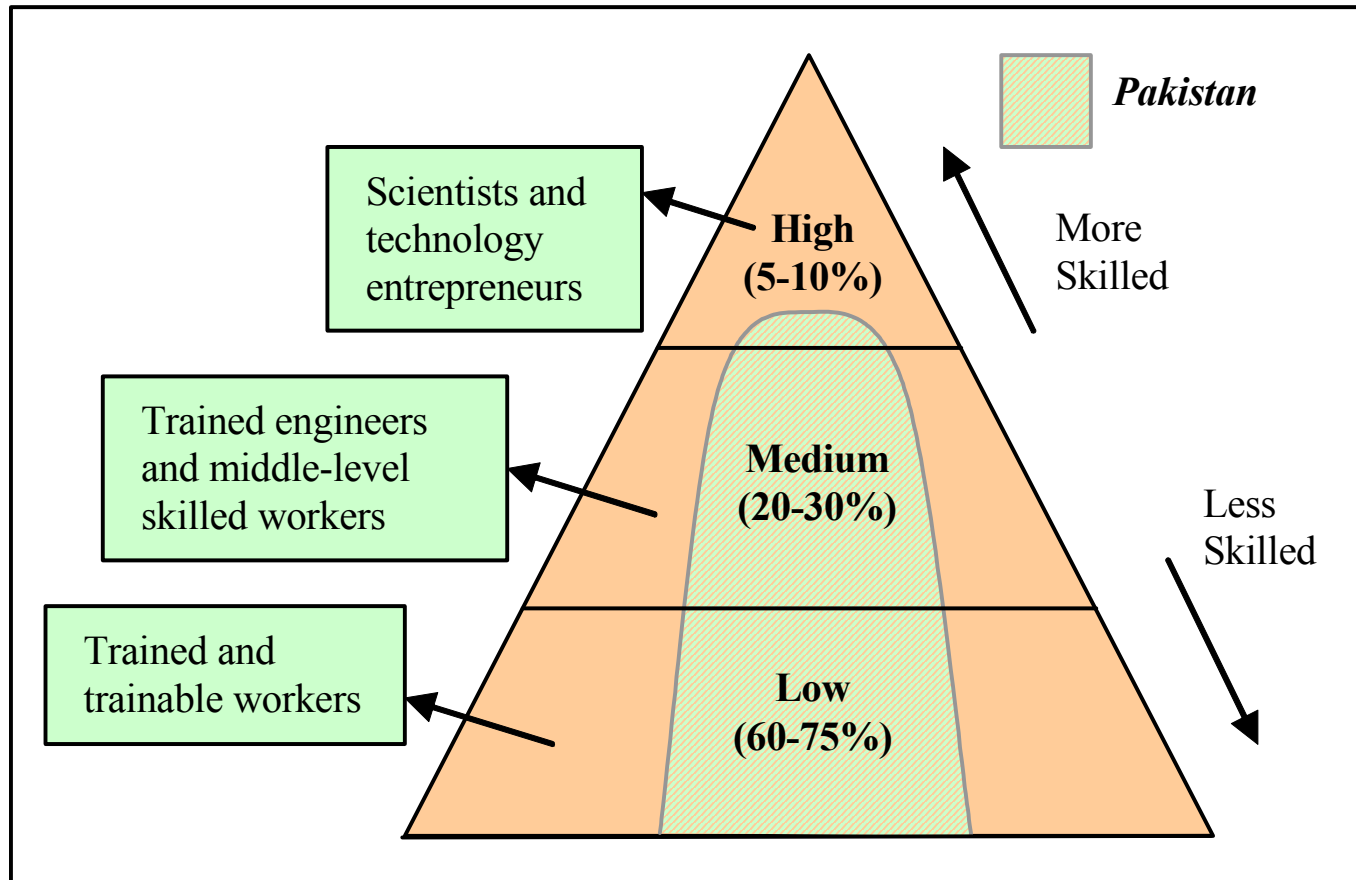 Pakistan
Scientists and
technology
entrepreneurs
High
(5-10%)
More
Skilled
Trained engineers
and middle-level
skilled workers
Medium
(20-30%)
Less
Skilled
Trained and
trainable workers
Low
(60-75%)